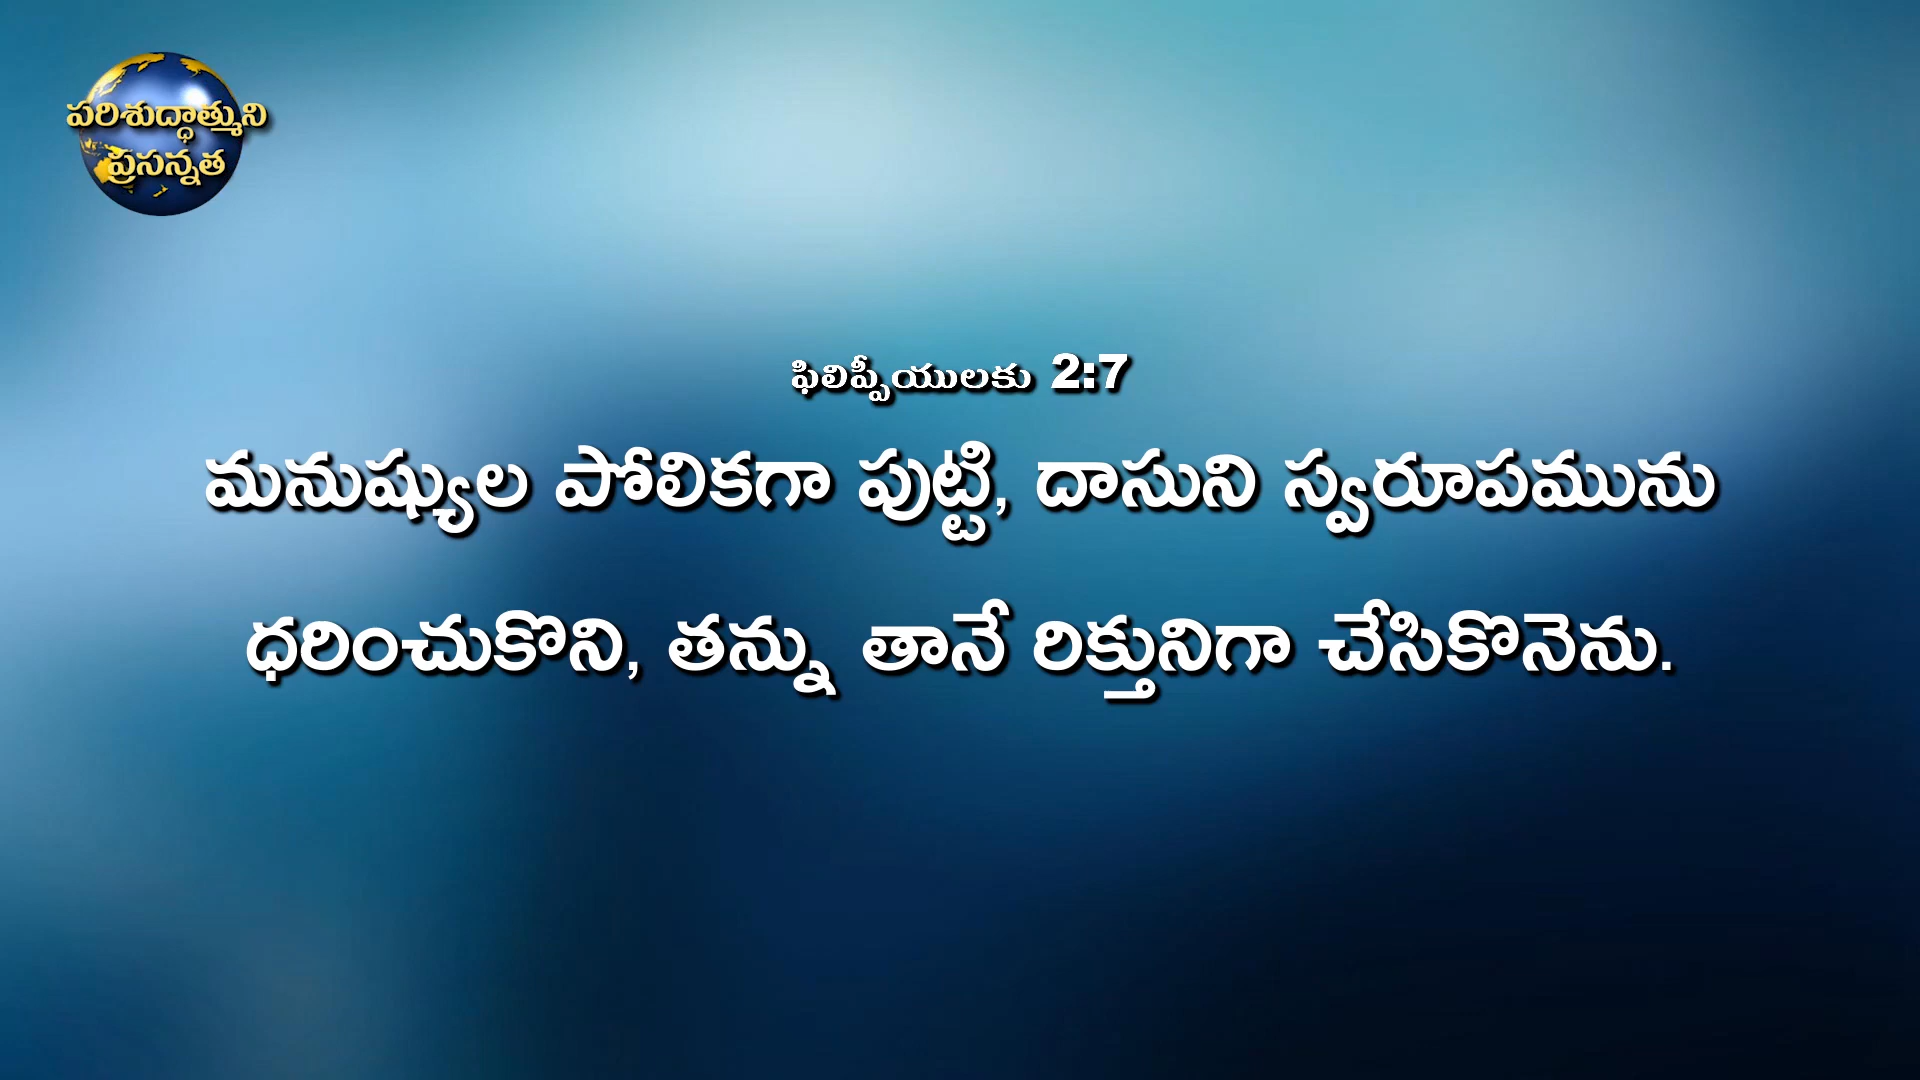 పరిశుద్ధాత్ముని
ప్రసన్నత
ఫిలిప్పీయులకు 2:7
మనుష్యుల పోలికగా పుట్టి, దాసుని స్వరూపమును
ధరించుకొని, తన్ను తానే రిక్తునిగా చేసికొనెను.